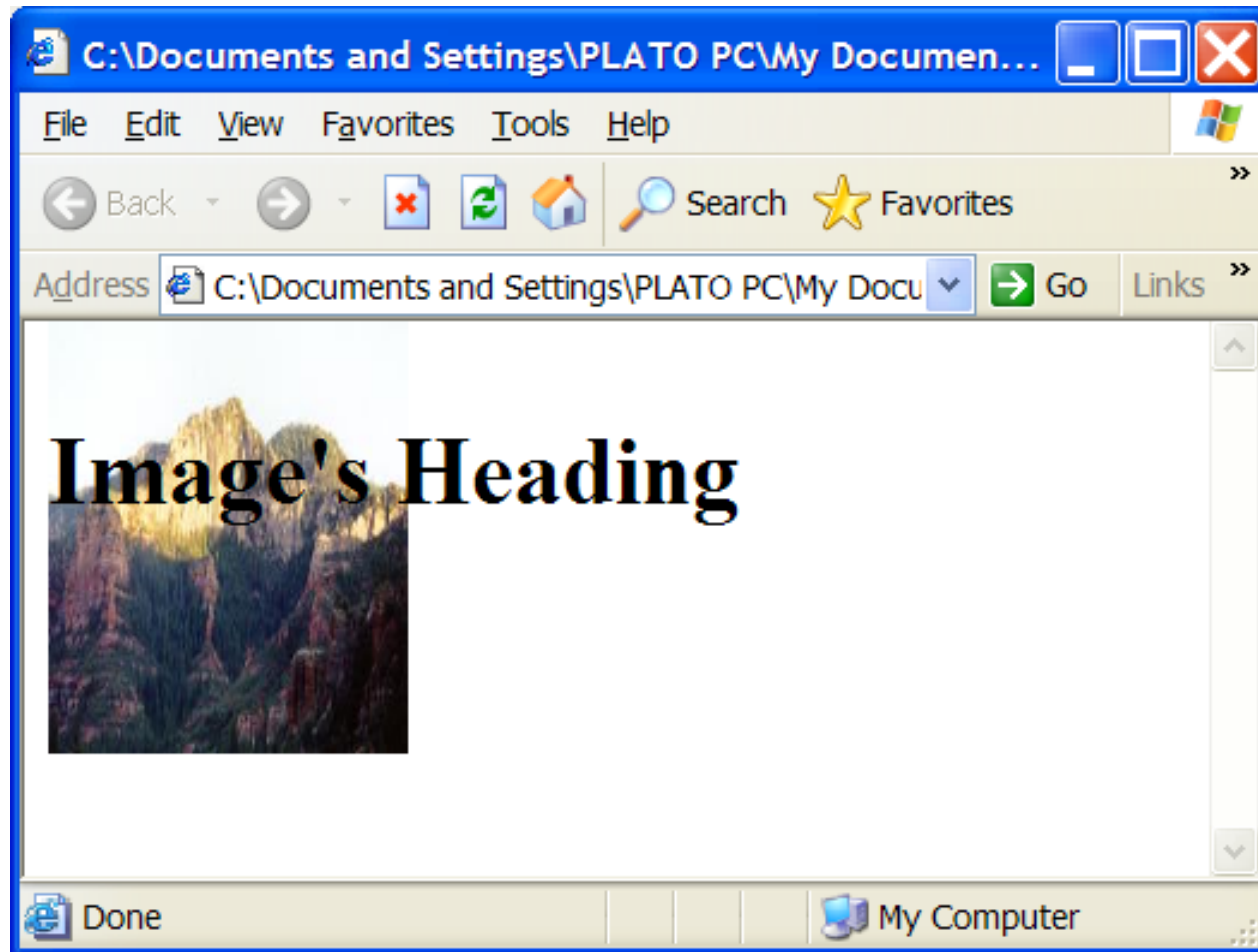 C:\Documents and Settings\PLATO PC\My Documen...
File Edit View Favorites Tools Help
Back Search Favorites »
Address C:\Documents and Settings\PLATO PC\My Docu Go Links »
Image's Heading
Done My Computer